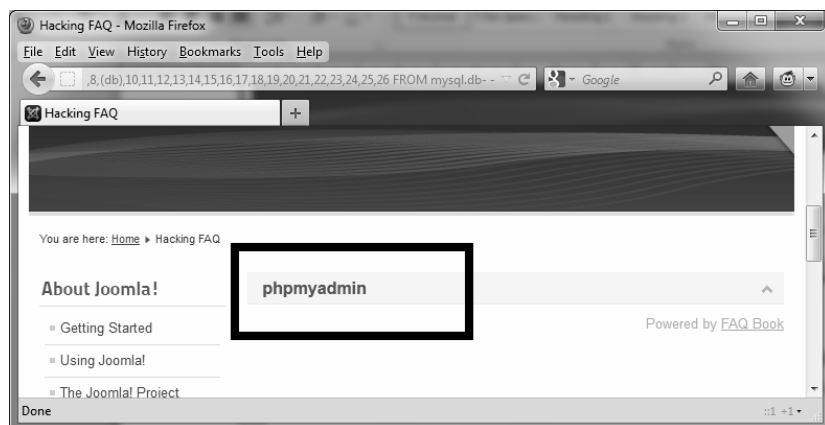 Hacking FAQ - Mozilla Firefox
File Edit View History Bookmarks Tools Help
,8,(db),10,11,12,13,14,15,16,17,18,19,20,21,22,23,24,25,26 FROM mysql.db- - Google
Hacking FAQ
You are here: Home ▸ Hacking FAQ
About Joomla!
phpmyadmin
Getting Started
Powered by FAQ Book
Using Joomla!
The Joomla! Project
Done
::1 +1